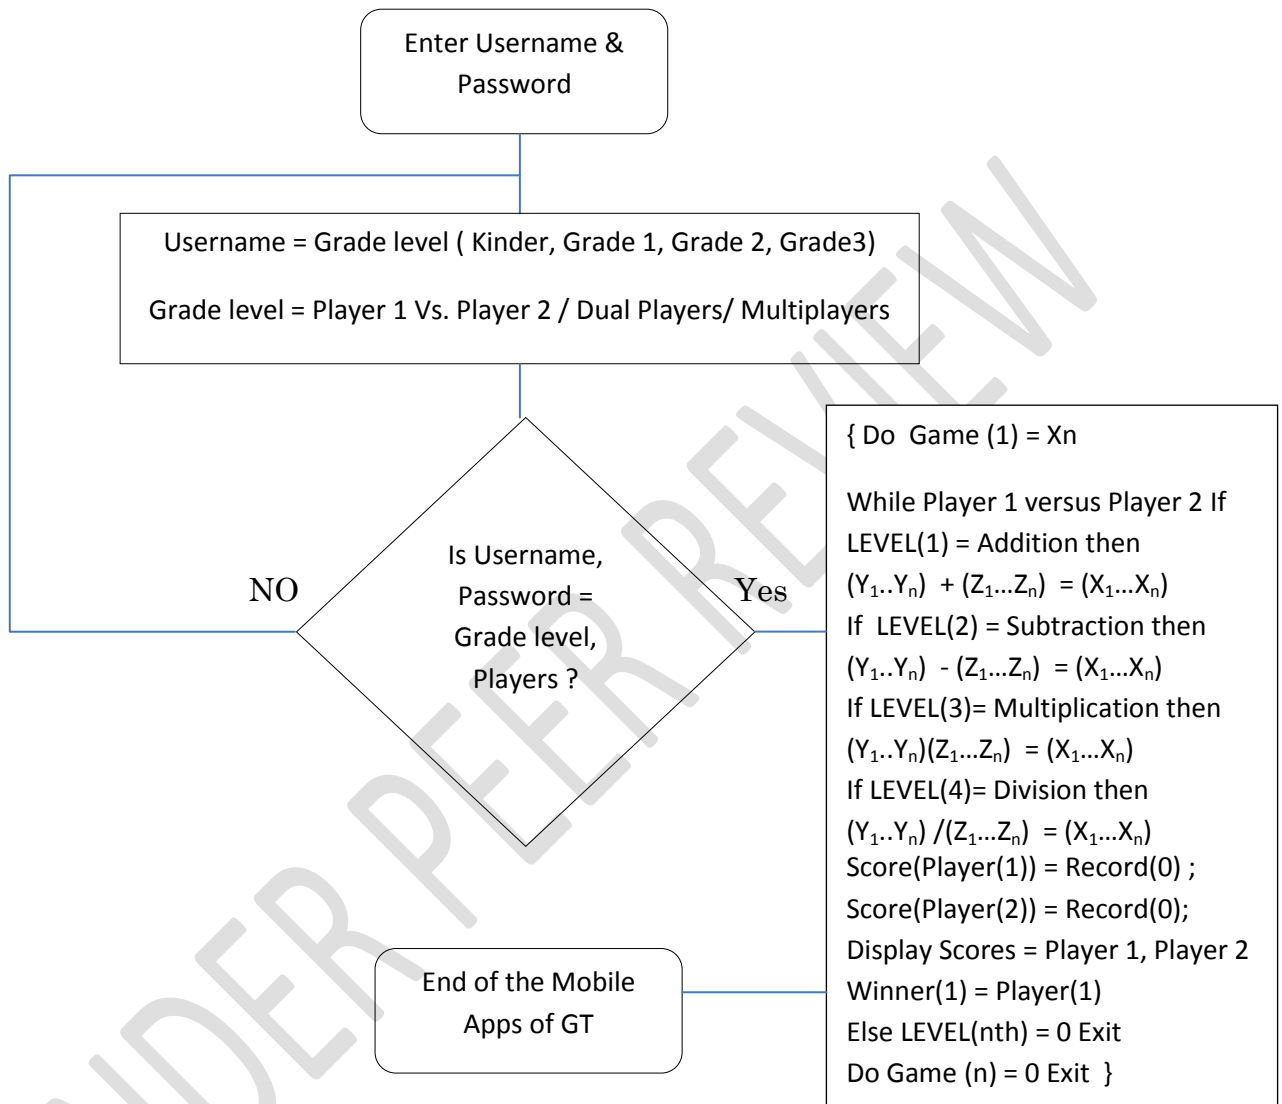 Enter Username &
Password
Username = Grade level ( Kinder, Grade 1, Grade 2, Grade3)
Grade level = Player 1 Vs. Player 2 / Dual Players/ Multiplayers
Is Username,
Password =
Grade level,
Players ?
NO
Yes
{ Do  Game (1) = Xn
While Player 1 versus Player 2 If
LEVEL(1) = Addition then
(Y₁..Yₙ)  + (Z₁...Zₙ)  = (X₁...Xₙ)
If  LEVEL(2) = Subtraction then
(Y₁..Yₙ)  - (Z₁...Zₙ)  = (X₁...Xₙ)
If LEVEL(3)= Multiplication then
(Y₁..Yₙ)(Z₁...Zₙ)  = (X₁...Xₙ)
If LEVEL(4)= Division then
(Y₁..Yₙ) /(Z₁...Zₙ)  = (X₁...Xₙ)
Score(Player(1)) = Record(0) ;
Score(Player(2)) = Record(0);
Display Scores = Player 1, Player 2
Winner(1) = Player(1)
Else LEVEL(nth) = 0 Exit
Do Game (n) = 0 Exit  }
End of the Mobile
Apps of GT
NDER PEER REVIEW